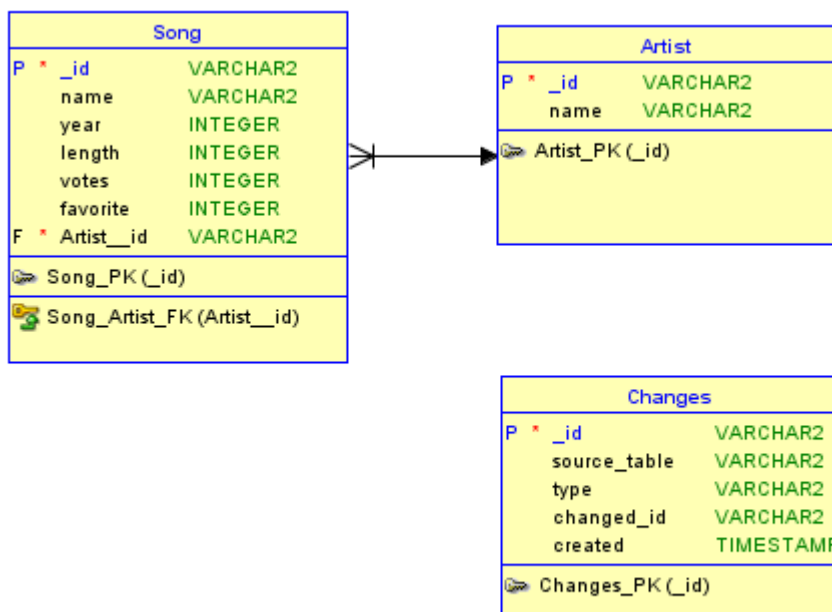 Song
P * _id VARCHAR2
name VARCHAR2
year INTEGER
length INTEGER
votes INTEGER
favorite INTEGER
F * Artist__id VARCHAR2
Song_PK (_id)
Song_Artist_FK (Artist__id)
Artist
P * _id VARCHAR2
name VARCHAR2
Artist_PK (_id)
Changes
P * _id VARCHAR2
source_table VARCHAR2
type VARCHAR2
changed_id VARCHAR2
created TIMESTAMP
Changes_PK (_id)